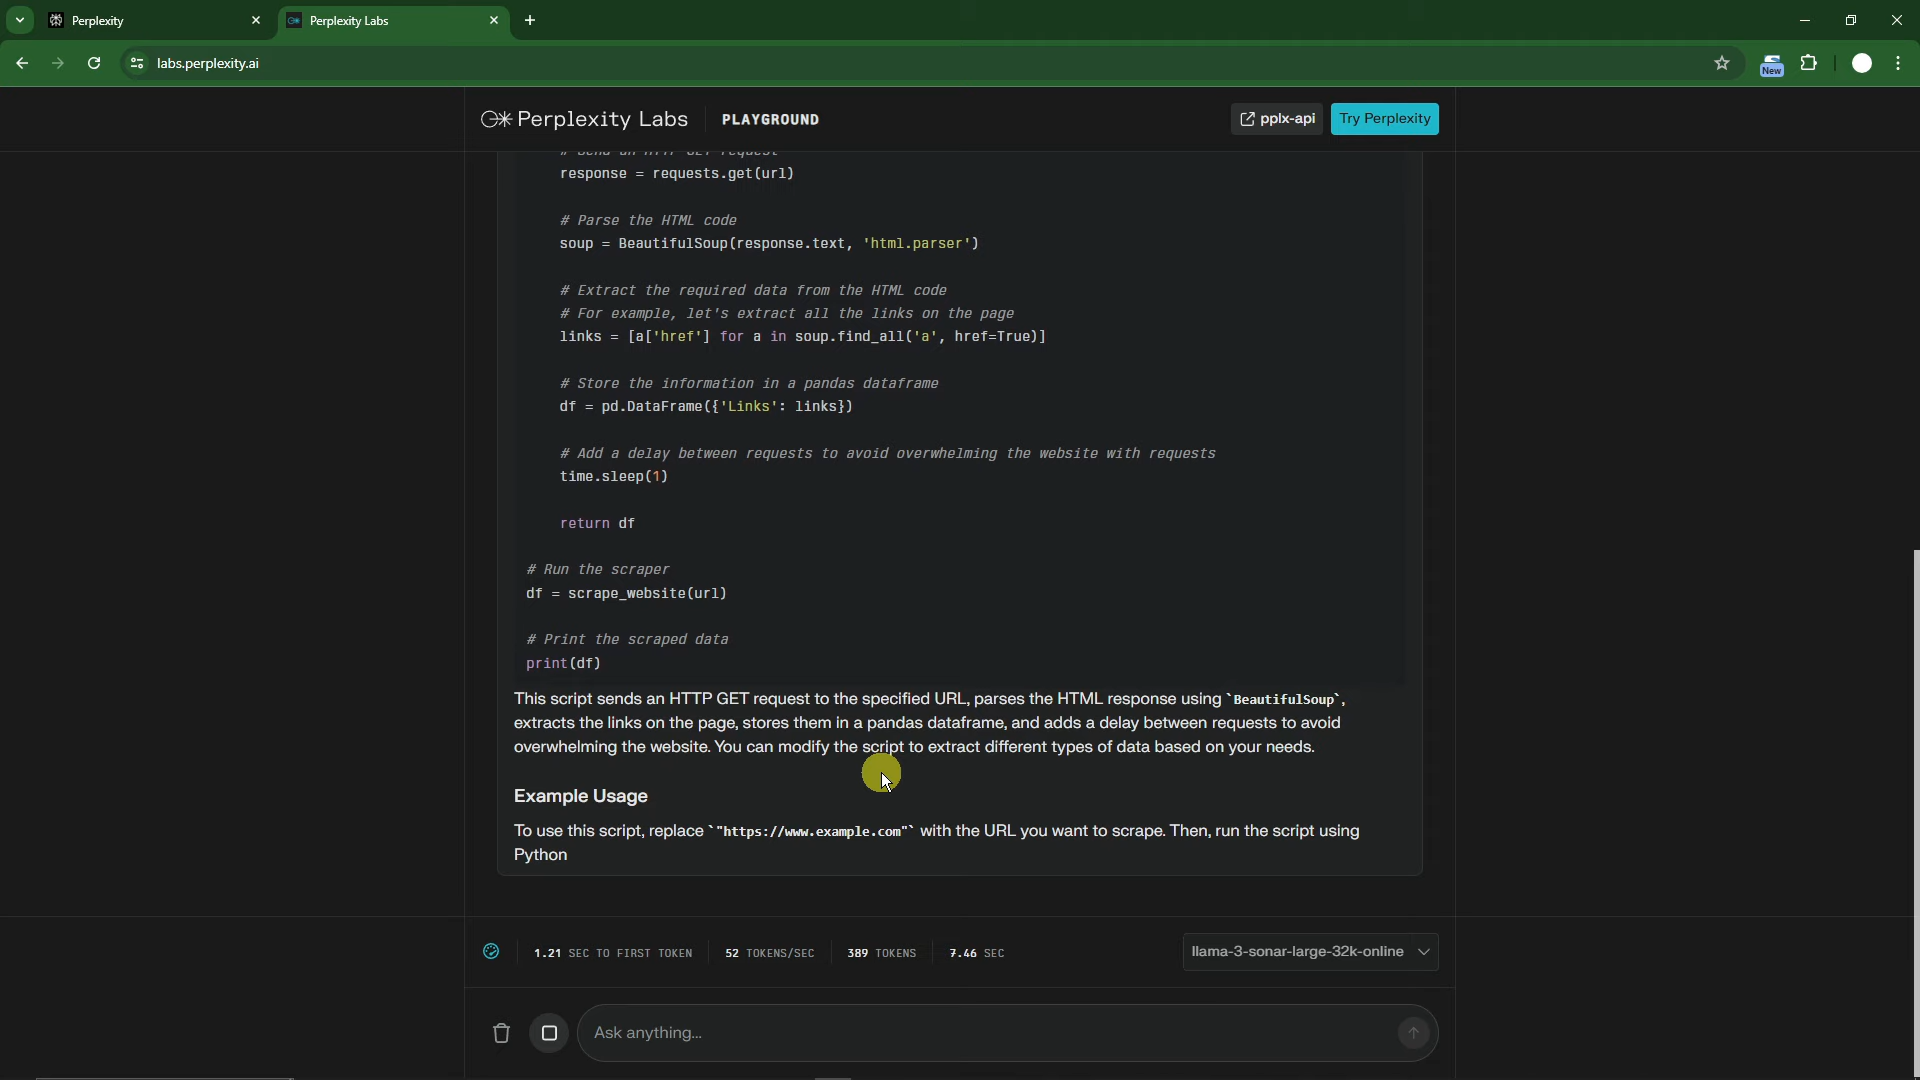 Perplexity
Perplexity Labs
labs.perplexity.ai
New
Perplexity Labs
PLAYGROUND
pplx-api
Try Perplexity
# Send an HTTP GET request
response = requests.get(url)
# Parse the HTML code
soup = BeautifulSoup(response.text, 'html.parser')
# Extract the required data from the HTML code
# For example, let's extract all the links on the page
links = [a['href'] for a in soup.find_all('a', href=True)]
# Store the information in a pandas dataframe
df = pd.DataFrame({'Links': links})
# Add a delay between requests to avoid overwhelming the website with requests
time.sleep(1)
return df
# Run the scraper
df = scrape_website(url)
# Print the scraped data
print(df)
This script sends an HTTP GET request to the specified URL, parses the HTML response using `BeautifulSoup`,
extracts the links on the page, stores them in a pandas dataframe, and adds a delay between requests to avoid
overwhelming the website. You can modify the script to extract different types of data based on your needs.
Example Usage
To use this script, replace `"https://www.example.com"` with the URL you want to scrape. Then, run the script using
Python
1.21 SEC TO FIRST TOKEN
52 TOKENS/SEC
389 TOKENS
7.46 SEC
llama-3-sonar-large-32k-online
Ask anything...